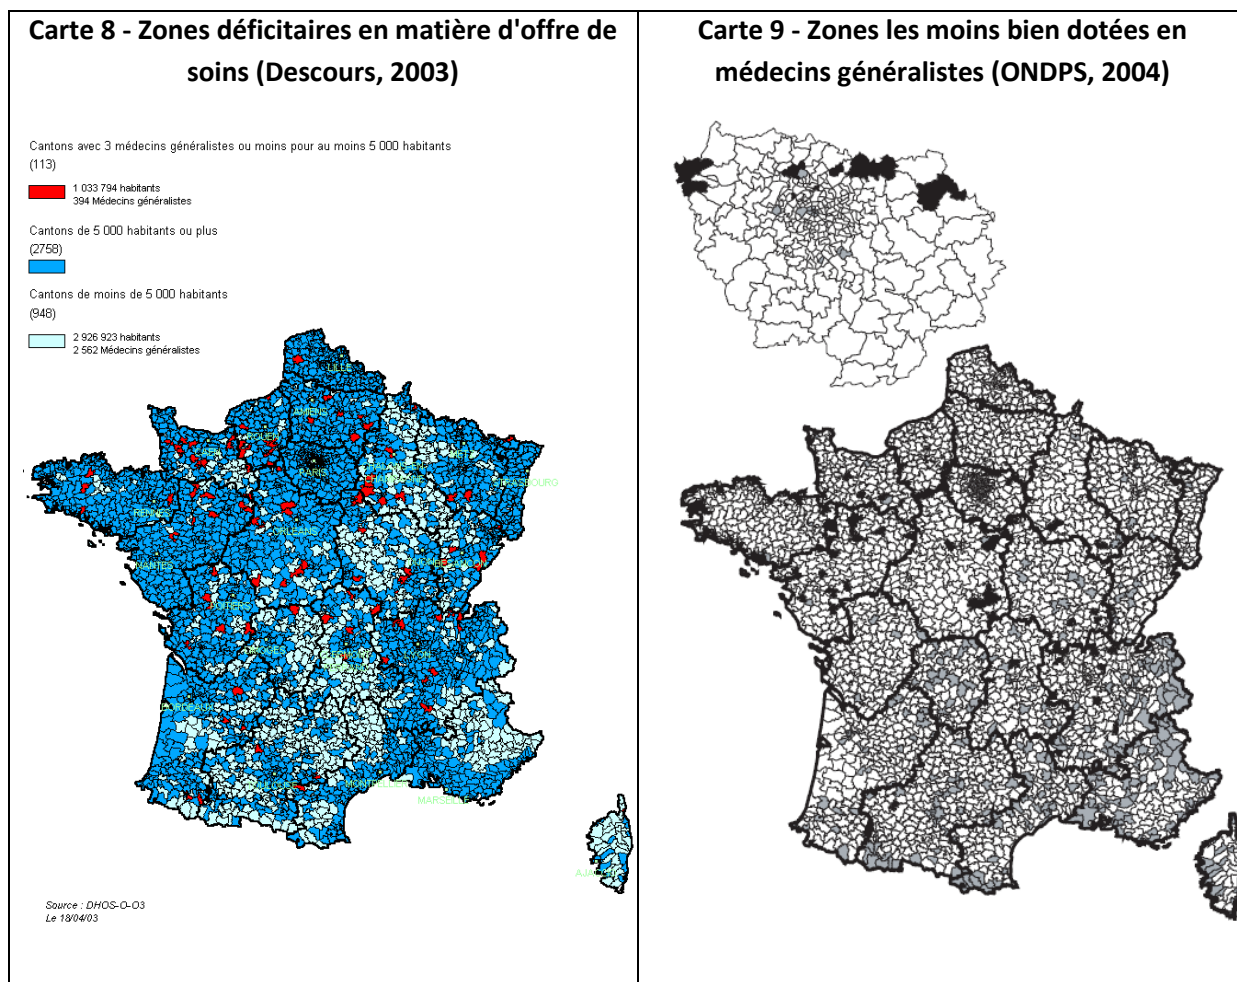 Carte 8 - Zones déficitaires en matière d'offre de
soins (Descours, 2003)
Cantons avec 3 médecins généralistes ou moins pour au moins 5 000 habitants
(113)
1 033 794 habitants
394 Médecins généralistes
Cantons de 5 000 habitants ou plus
(2758)
Cantons de moins de 5 000 habitants
(948)
2 926 923 habitants
2 562 Médecins généralistes
LILLE
AMIENS
ROUEN
CAEN
PARIS
METZ
STRASBOURG
RENNES
ORLEANS
NANTES
BESANCON
POITIERS
LIMOGES
LYON
BORDEAUX
TOULOUSE
MONTPELLIER
MARSEILLE
AJACCIO
Source : DHOS-O-O3
Le 18/04/03
Carte 9 - Zones les moins bien dotées en
médecins généralistes (ONDPS, 2004)